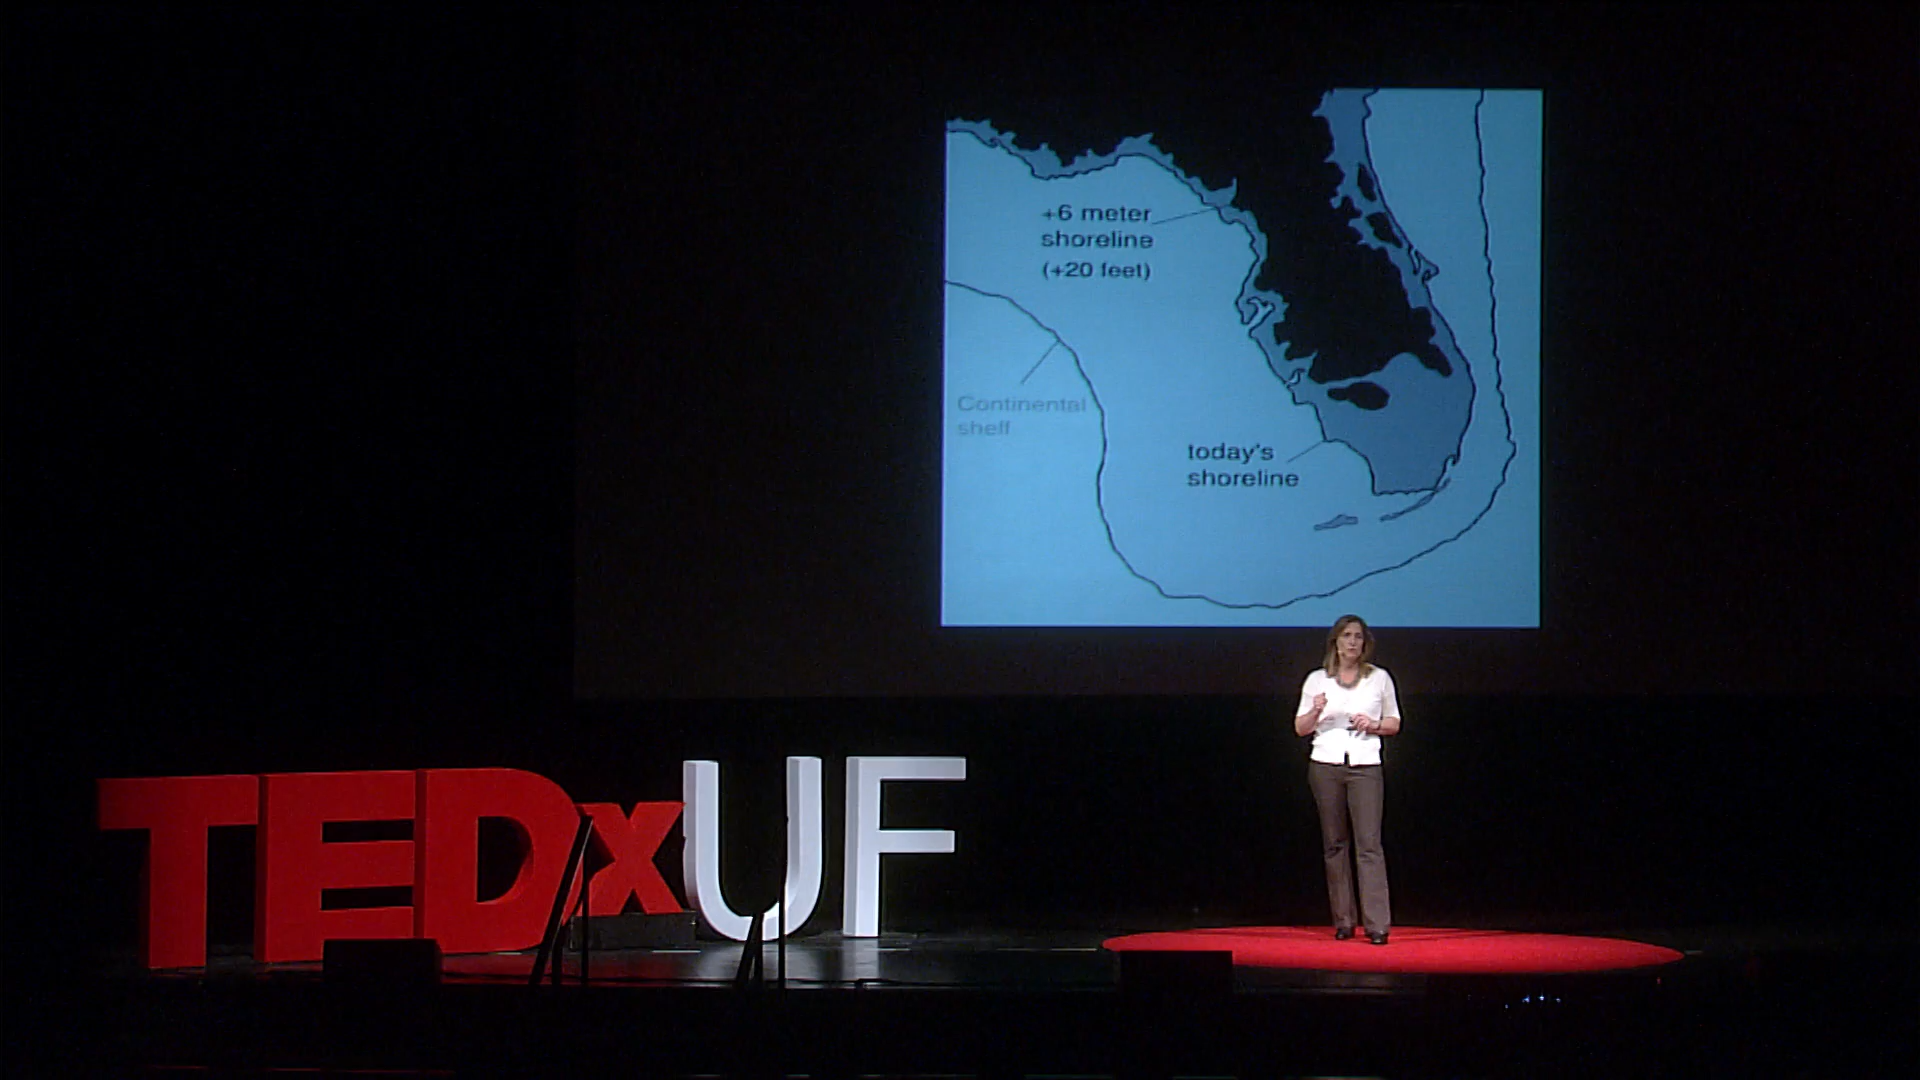 +6 meter
shoreline
(+20 feet)
Continental
shelf
today's
shoreline
TEDxUF